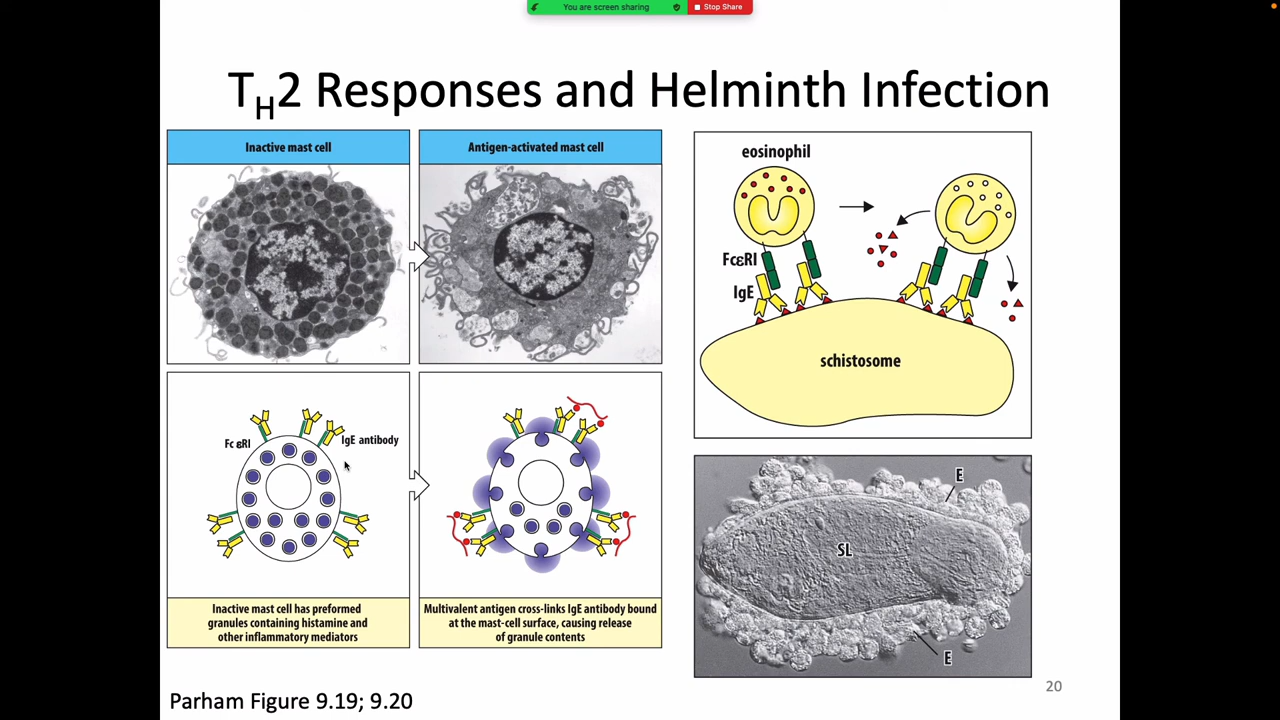 You are screen sharing
Stop Share
TH2 Responses and Helminth Infection
Inactive mast cell
Antigen-activated mast cell
Fc εRI
IgE antibody
Inactive mast cell has preformed
granules containing histamine and
other inflammatory mediators
Multivalent antigen cross-links IgE antibody bound
at the mast-cell surface, causing release
of granule contents
eosinophil
FcεRI
IgE
schistosome
E
SL
E
20
Parham Figure 9.19; 9.20